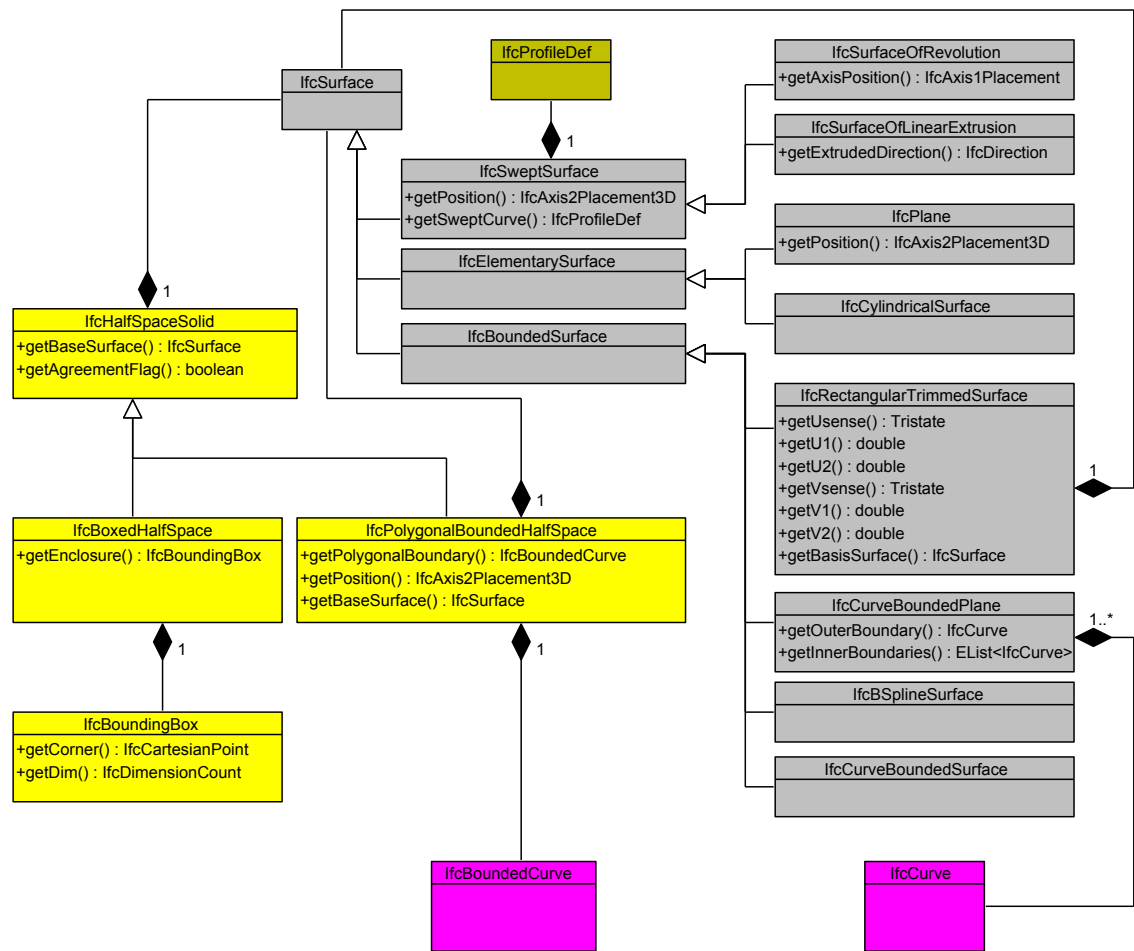 IfcProfileDef
IfcSurface
IfcSurfaceOfRevolution
+getAxisPosition() : IfcAxis1Placement
IfcSurfaceOfLinearExtrusion
+getExtrudedDirection() : IfcDirection
1
IfcSweptSurface
+getPosition() : IfcAxis2Placement3D
+getSweptCurve() : IfcProfileDef
IfcPlane
+getPosition() : IfcAxis2Placement3D
IfcElementarySurface
1
IfcCylindricalSurface
IfcHalfSpaceSolid
+getBaseSurface() : IfcSurface
+getAgreementFlag() : boolean
IfcBoundedSurface
IfcRectangularTrimmedSurface
+getUsense() : Tristate
+getU1() : double
+getU2() : double
+getVsense() : Tristate
+getV1() : double
+getV2() : double
+getBasisSurface() : IfcSurface
1
1
IfcBoxedHalfSpace
+getEnclosure() : IfcBoundingBox
IfcPolygonalBoundedHalfSpace
+getPolygonalBoundary() : IfcBoundedCurve
+getPosition() : IfcAxis2Placement3D
+getBaseSurface() : IfcSurface
IfcCurveBoundedPlane
+getOuterBoundary() : IfcCurve
+getInnerBoundaries() : EList<IfcCurve>
1..*
1
1
IfcBSplineSurface
IfcBoundingBox
+getCorner() : IfcCartesianPoint
+getDim() : IfcDimensionCount
IfcCurveBoundedSurface
IfcBoundedCurve
IfcCurve